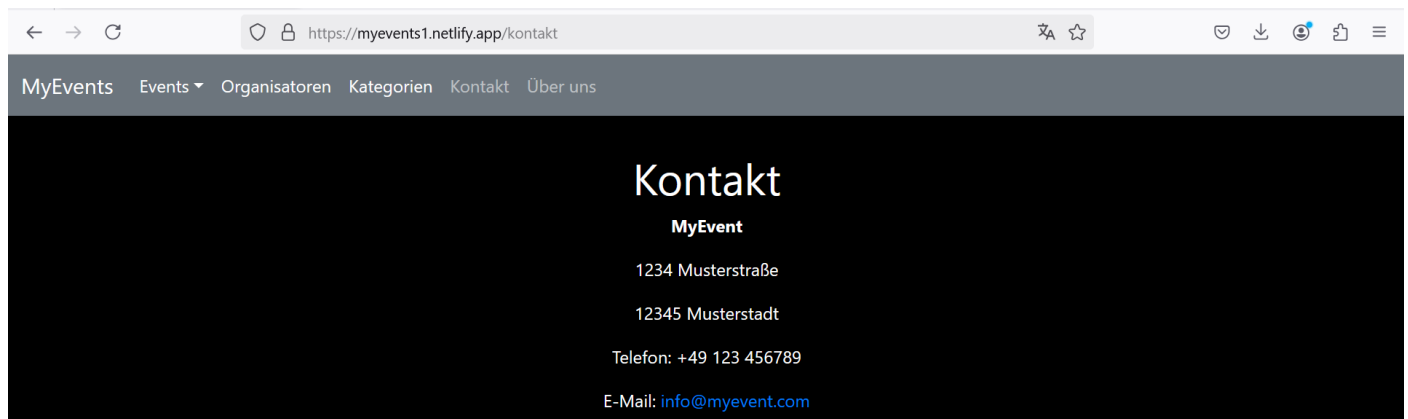 https://myevents1.netlify.app/kontakt
MyEvents Events Organisatoren Kategorien Kontakt Über uns
Kontakt
MyEvent
1234 Musterstraße
12345 Musterstadt
Telefon: +49 123 456789
E-Mail: info@myevent.com